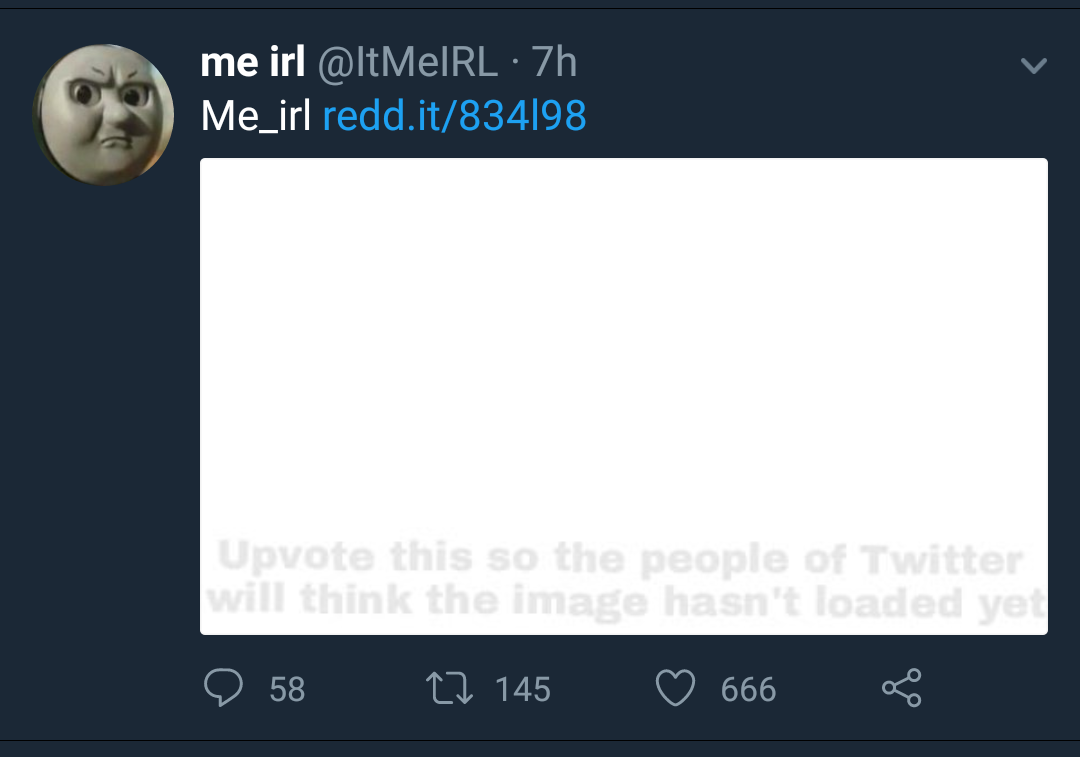 me irl @ItMeIRL · 7h
Me_irl redd.it/834l98
Upvote this so the people of Twitter
will think the image hasn't loaded yet
58 145 666